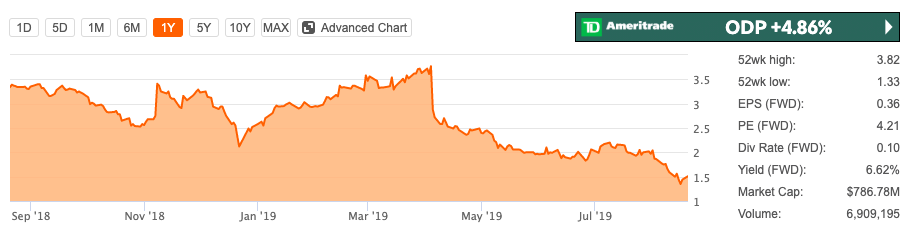 1D 5D 1M 6M 1Y 5Y 10Y MAX Advanced Chart
TD Ameritrade ODP +4.86%
3.5
3
2.5
2
1.5
1
Sep '18 Nov '18 Jan '19 Mar '19 May '19 Jul '19
52wk high: 3.82
52wk low: 1.33
EPS (FWD): 0.36
PE (FWD): 4.21
Div Rate (FWD): 0.10
Yield (FWD): 6.62%
Market Cap: $786.78M
Volume: 6,909,195